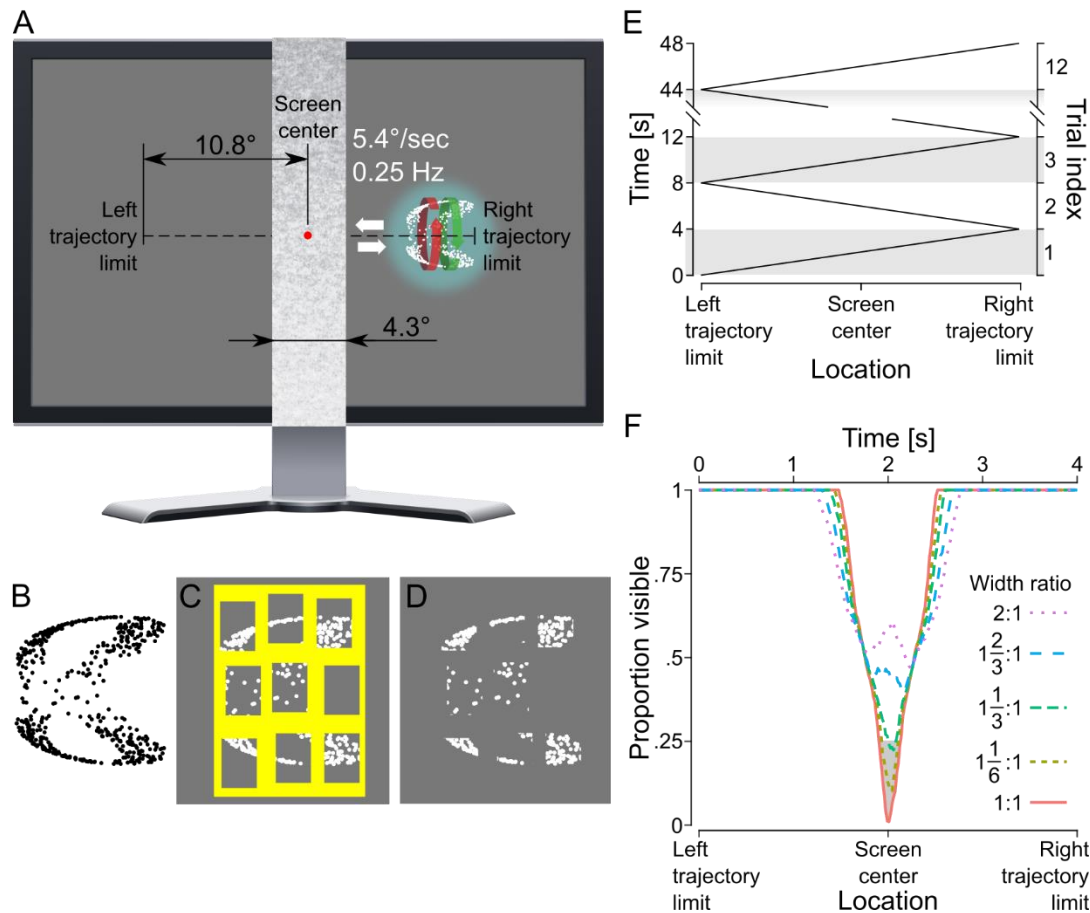 A
Screen
center
10.8°
5.4°/sec
0.25 Hz
Left
trajectory
limit
Right
trajectory
limit
4.3°
B
C
D
E
48
44
12
8
4
0
Time [s]
12
3
2
1
Trial index
Left
trajectory
limit
Screen
center
Right
trajectory
limit
Location
F
Time [s]
0 1 2 3 4
1
.75
.5
.25
0
Proportion visible
Width ratio
2:1
1 2/3:1
1 1/3:1
1 1/6:1
1:1
Left
trajectory
limit
Screen
center
Right
trajectory
limit
Location